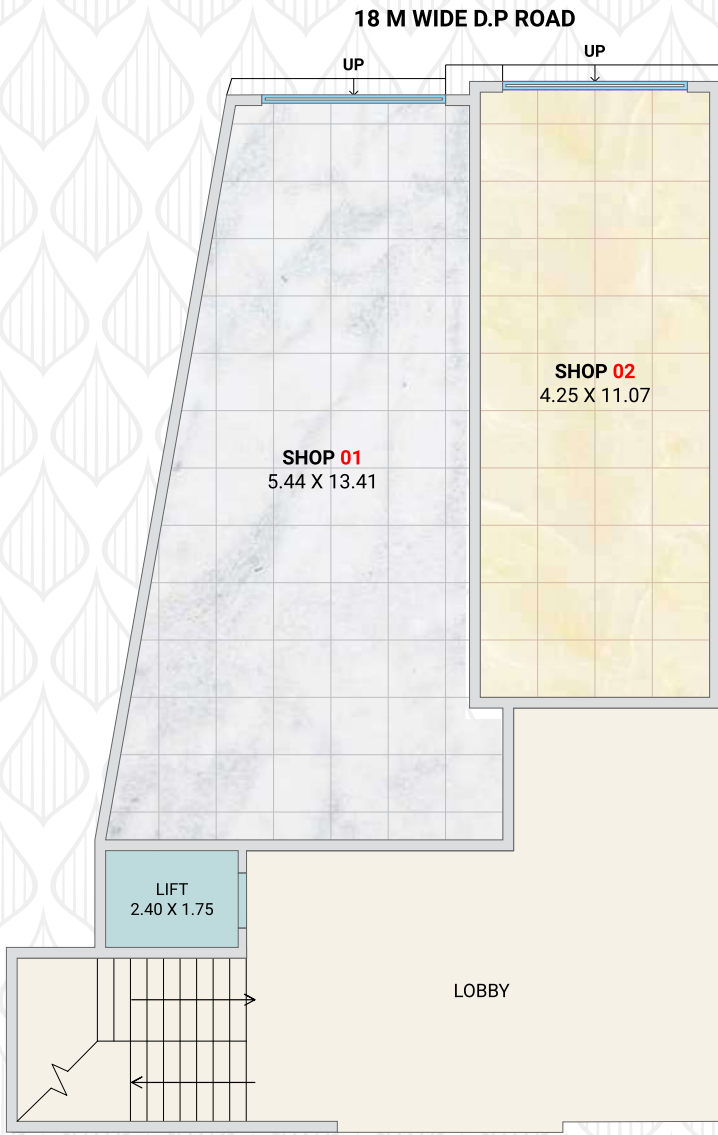 18 M WIDE D.P ROAD
UP
UP
SHOP 02
4.25 X 11.07
SHOP 01
5.44 X 13.41
LIFT
2.40 X 1.75
LOBBY